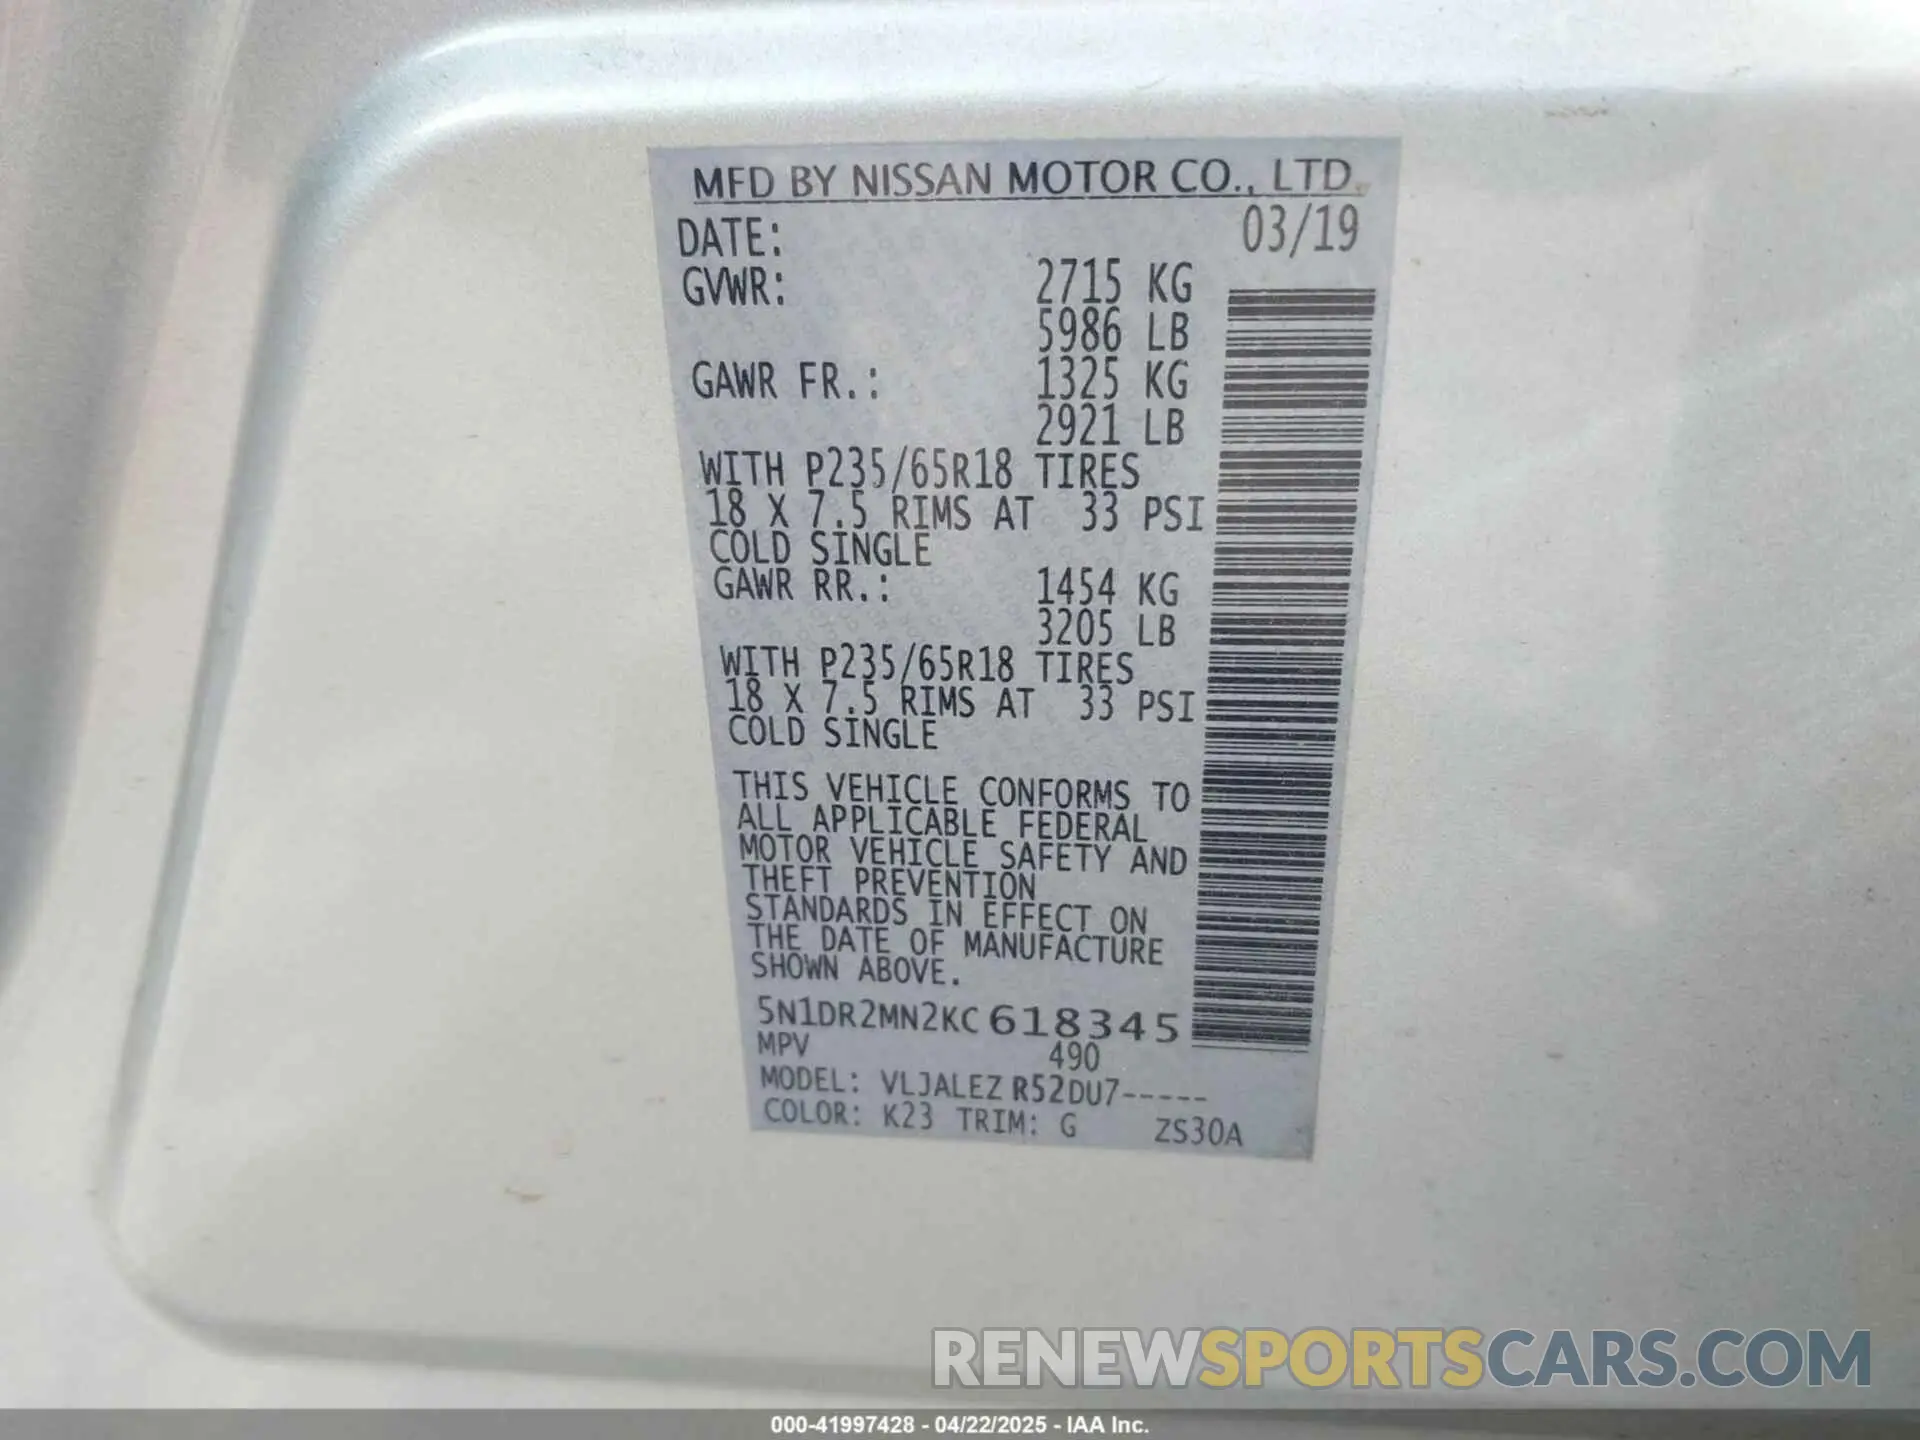 MFD BY NISSAN MOTOR CO., LTD.
DATE: 03/19
GVWR: 2715 KG
5986 LB
GAWR FR.: 1325 KG
2921 LB
WITH P235/65R18 TIRES
18 X 7.5 RIMS AT 33 PSI
COLD SINGLE
GAWR RR.: 1454 KG
3205 LB
WITH P235/65R18 TIRES
18 X 7.5 RIMS AT 33 PSI
COLD SINGLE
THIS VEHICLE CONFORMS TO
ALL APPLICABLE FEDERAL
MOTOR VEHICLE SAFETY AND
THEFT PREVENTION
STANDARDS IN EFFECT ON
THE DATE OF MANUFACTURE
SHOWN ABOVE.
5N1DR2MN2KC618345
MPV 490
MODEL: VLJALEZ R52DU7-----
COLOR: K23 TRIM: G ZS30A
RENEWSPORTSCARS.COM
000-41997428 - 04/22/2025 - IAA Inc.